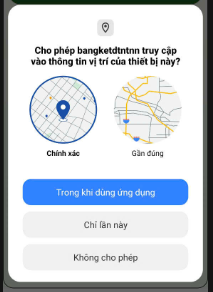 Cho phép bangketdtntnn truy cập
vào thông tin vị trí của thiết bị này?
Chính xác
Gần đúng
Trong khi dùng ứng dụng
Chỉ lần này
Không cho phép